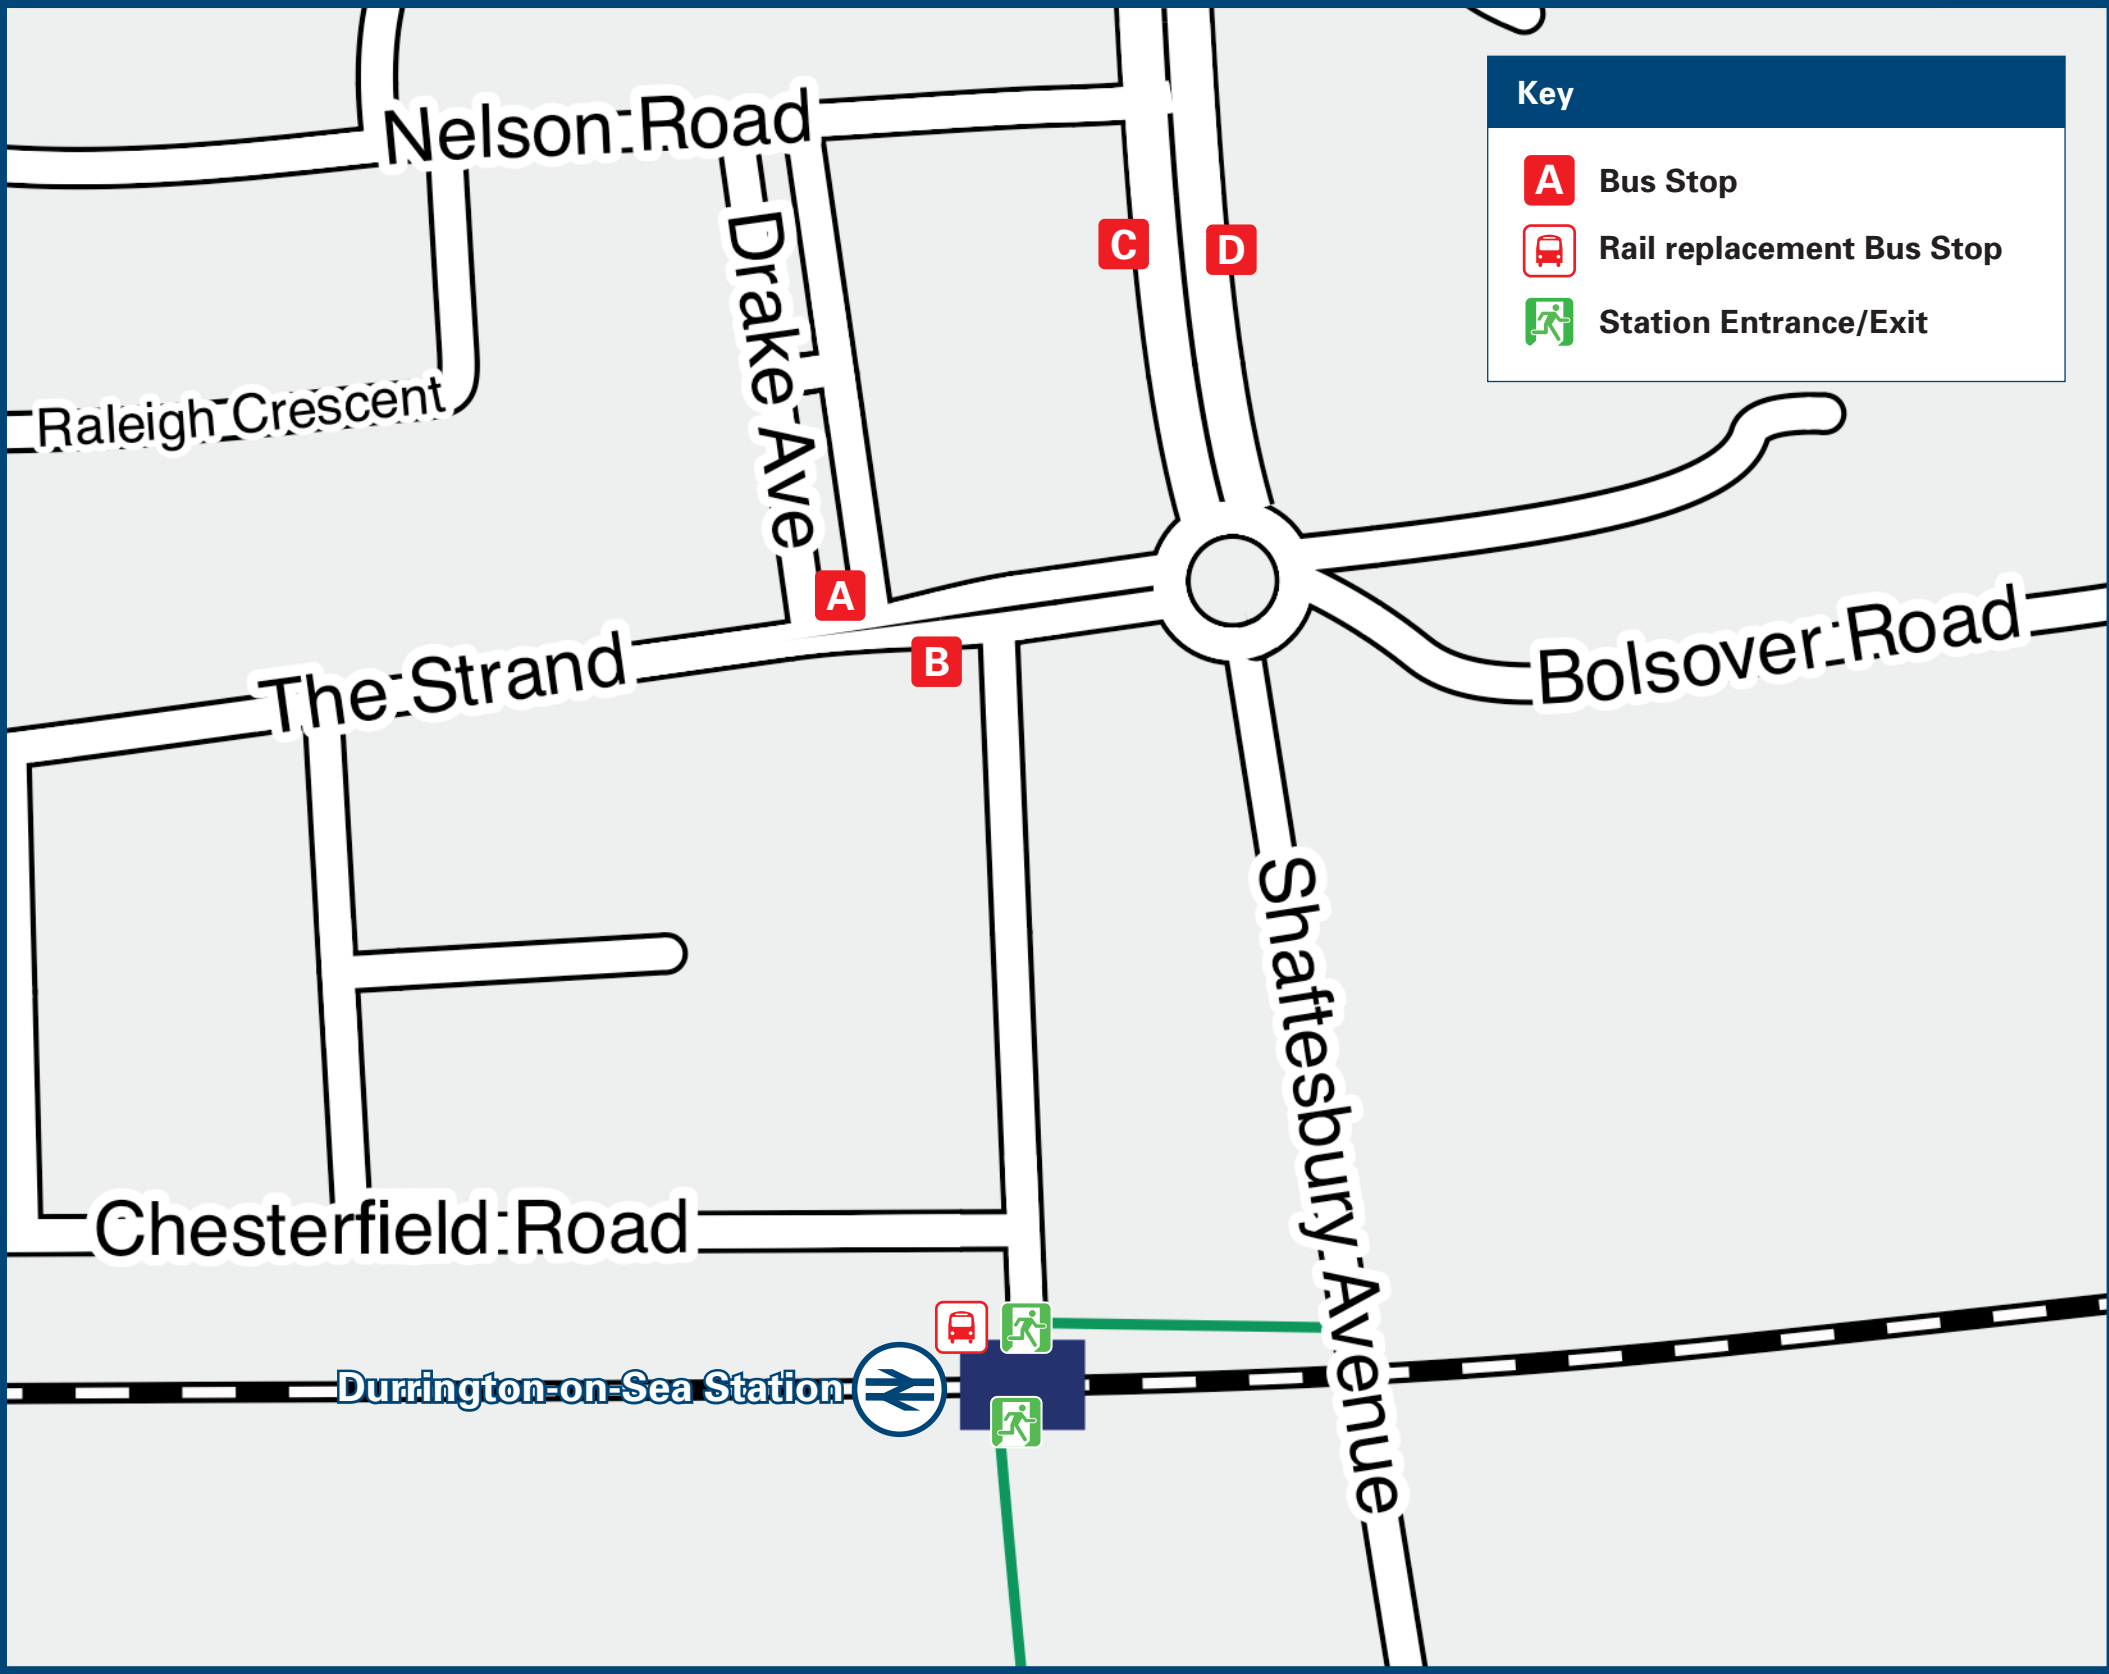 Key
A Bus Stop
Rail replacement Bus Stop
Station Entrance/Exit
Nelson Road
Drake Ave
C
D
Raleigh Crescent
A
B
The Strand
Bolsover Road
Shaftesbury Avenue
Chesterfield Road
Durrington-on-Sea Station